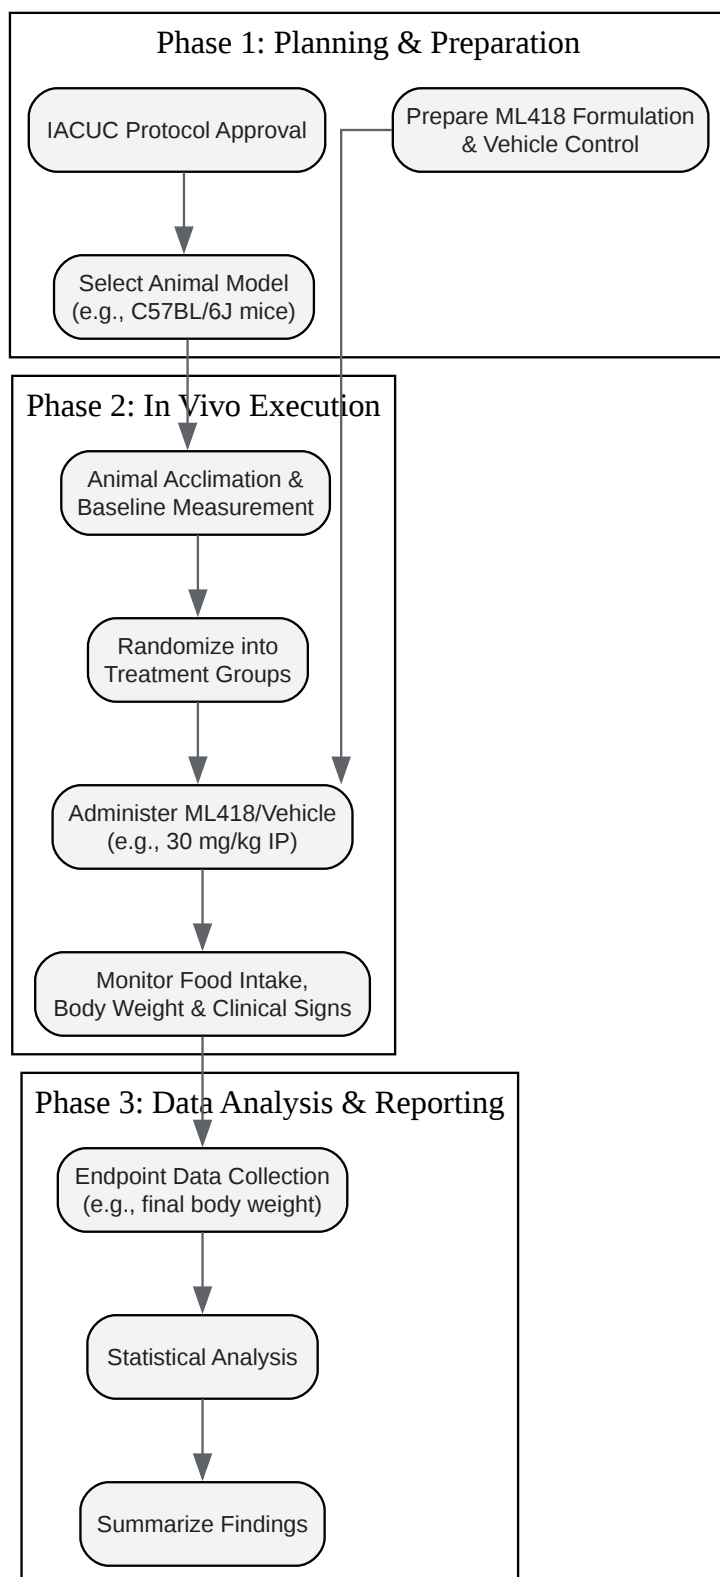 Phase 1: Planning & Preparation
IACUC Protocol Approval
Prepare ML418 Formulation
& Vehicle Control
Select Animal Model
(e.g., C57BL/6J mice)
Phase 2: In Vivo Execution
Animal Acclimation &
Baseline Measurement
Randomize into
Treatment Groups
Administer ML418/Vehicle
(e.g., 30 mg/kg IP)
Monitor Food Intake,
Body Weight & Clinical Signs
Phase 3: Data Analysis & Reporting
Endpoint Data Collection
(e.g., final body weight)
Statistical Analysis
Summarize Findings